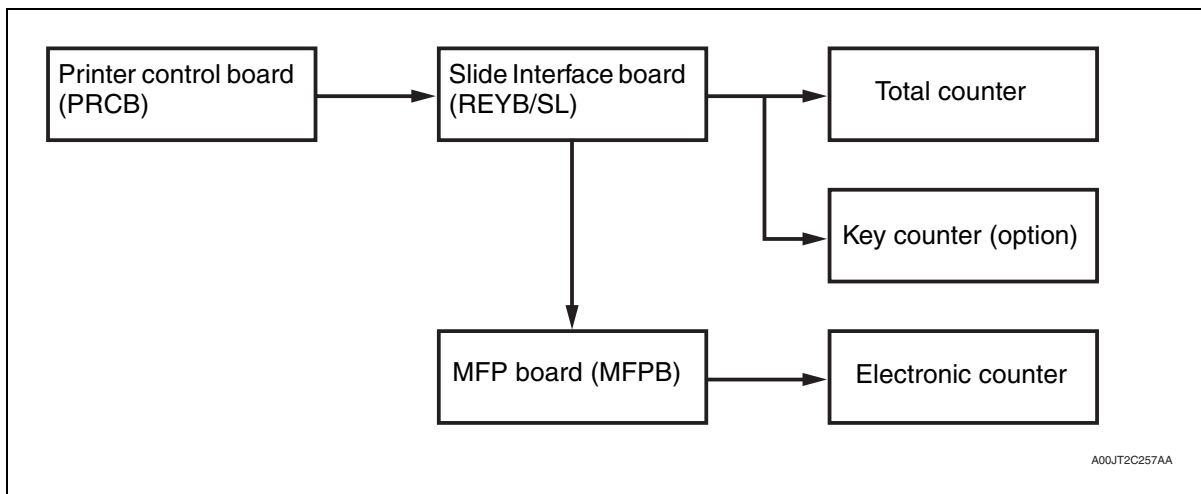 Printer control board
(PRCB)
Slide Interface board
(REYB/SL)
Total counter
Key counter (option)
MFP board (MFPB)
Electronic counter
A00JT2C257AA